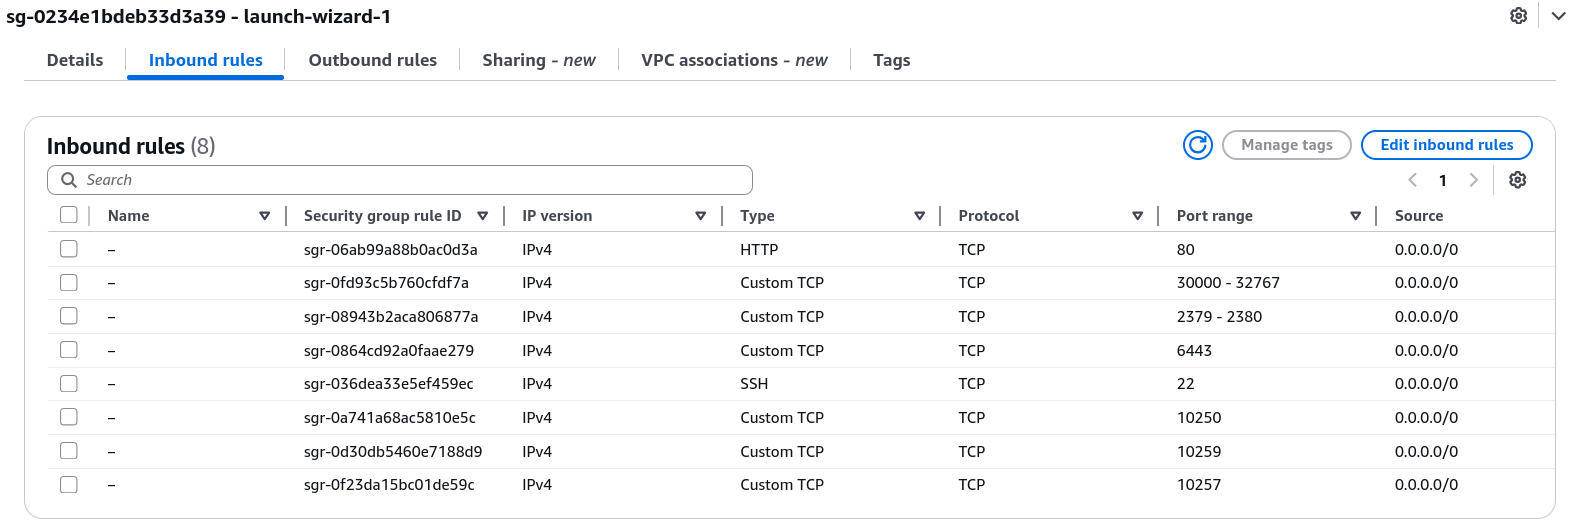 sg-0234e1bdeb33d3a39 - launch-wizard-1
Details Inbound rules Outbound rules Sharing - new VPC associations - new Tags
Inbound rules (8) Manage tags Edit inbound rules
Search 1
Name Security group rule ID IP version Type Protocol Port range Source
– sgr-06ab99a88b0ac0d3a IPv4 HTTP TCP 80 0.0.0.0/0
– sgr-0fd93c5b760cfdf7a IPv4 Custom TCP TCP 30000 - 32767 0.0.0.0/0
– sgr-08943b2aca806877a IPv4 Custom TCP TCP 2379 - 2380 0.0.0.0/0
– sgr-0864cd92a0faae279 IPv4 Custom TCP TCP 6443 0.0.0.0/0
– sgr-036dea33e5ef459ec IPv4 SSH TCP 22 0.0.0.0/0
– sgr-0a741a68ac5810e5c IPv4 Custom TCP TCP 10250 0.0.0.0/0
– sgr-0d30db5460e7188d9 IPv4 Custom TCP TCP 10259 0.0.0.0/0
– sgr-0f23da15bc01de59c IPv4 Custom TCP TCP 10257 0.0.0.0/0